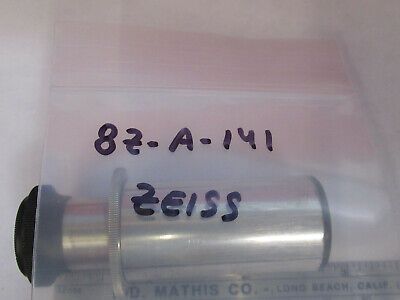 8Z-A-141
ZEISS
D. MATHIS CO. LONG BEACH, CALIF.